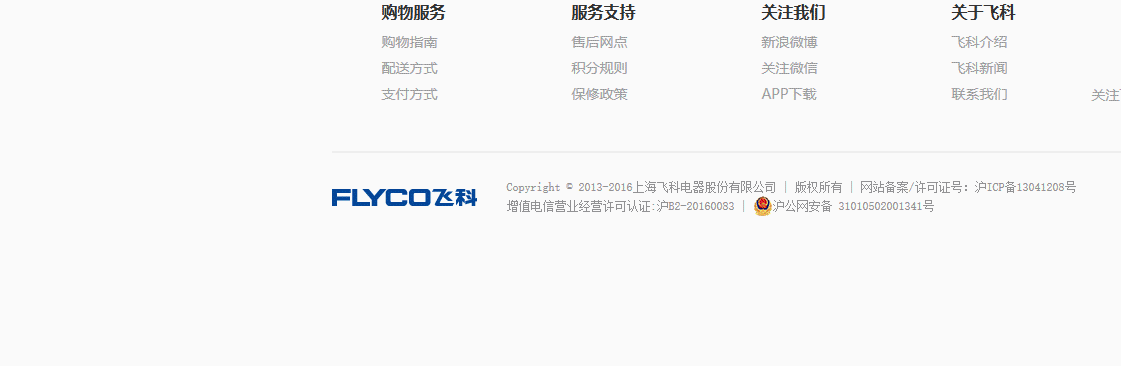 购物服务 服务支持 关注我们 关于飞科
购物指南 售后网点 新浪微博 飞科介绍
配送方式 积分规则 关注微信 飞科新闻
支付方式 保修政策 APP下载 联系我们 关注
FLYCO飞科
Copyright © 2013-2016上海飞科电器股份有限公司 | 版权所有 | 网站备案/许可证号: 沪ICP备13041208号
增值电信营业经营许可认证:沪B2-20160083 | 沪公网安备 31010502001341号